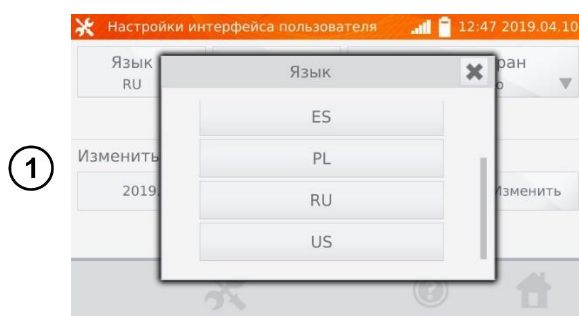 Настройки интерфейса пользователя 12:47 2019.04.10
Язык
RU
Язык
ES
PL
RU
US
Изменить
2019.
Изменить
1